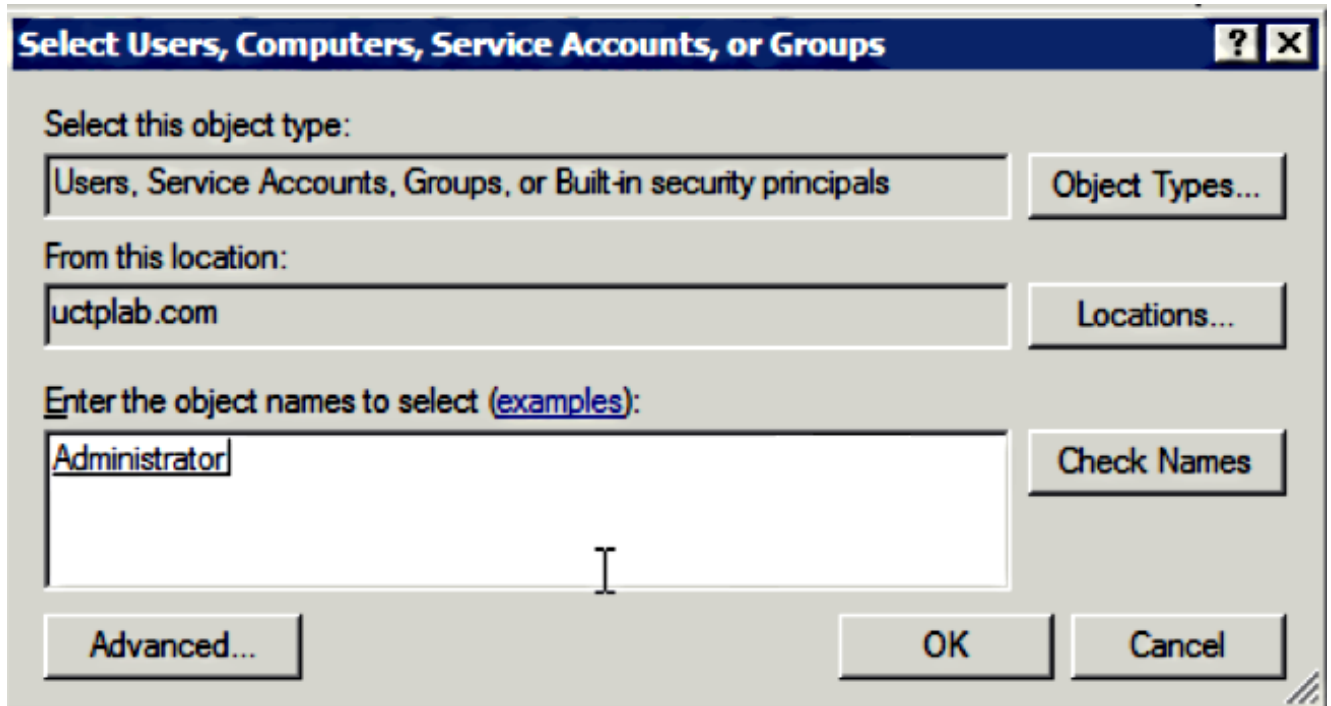 Select Users, Computers, Service Accounts, or Groups
Select this object type:
Users, Service Accounts, Groups, or Built-in security principals
Object Types...
From this location:
uctplab.com
Locations...
Enter the object names to select (examples):
Administrator
Check Names
Advanced...
OK
Cancel